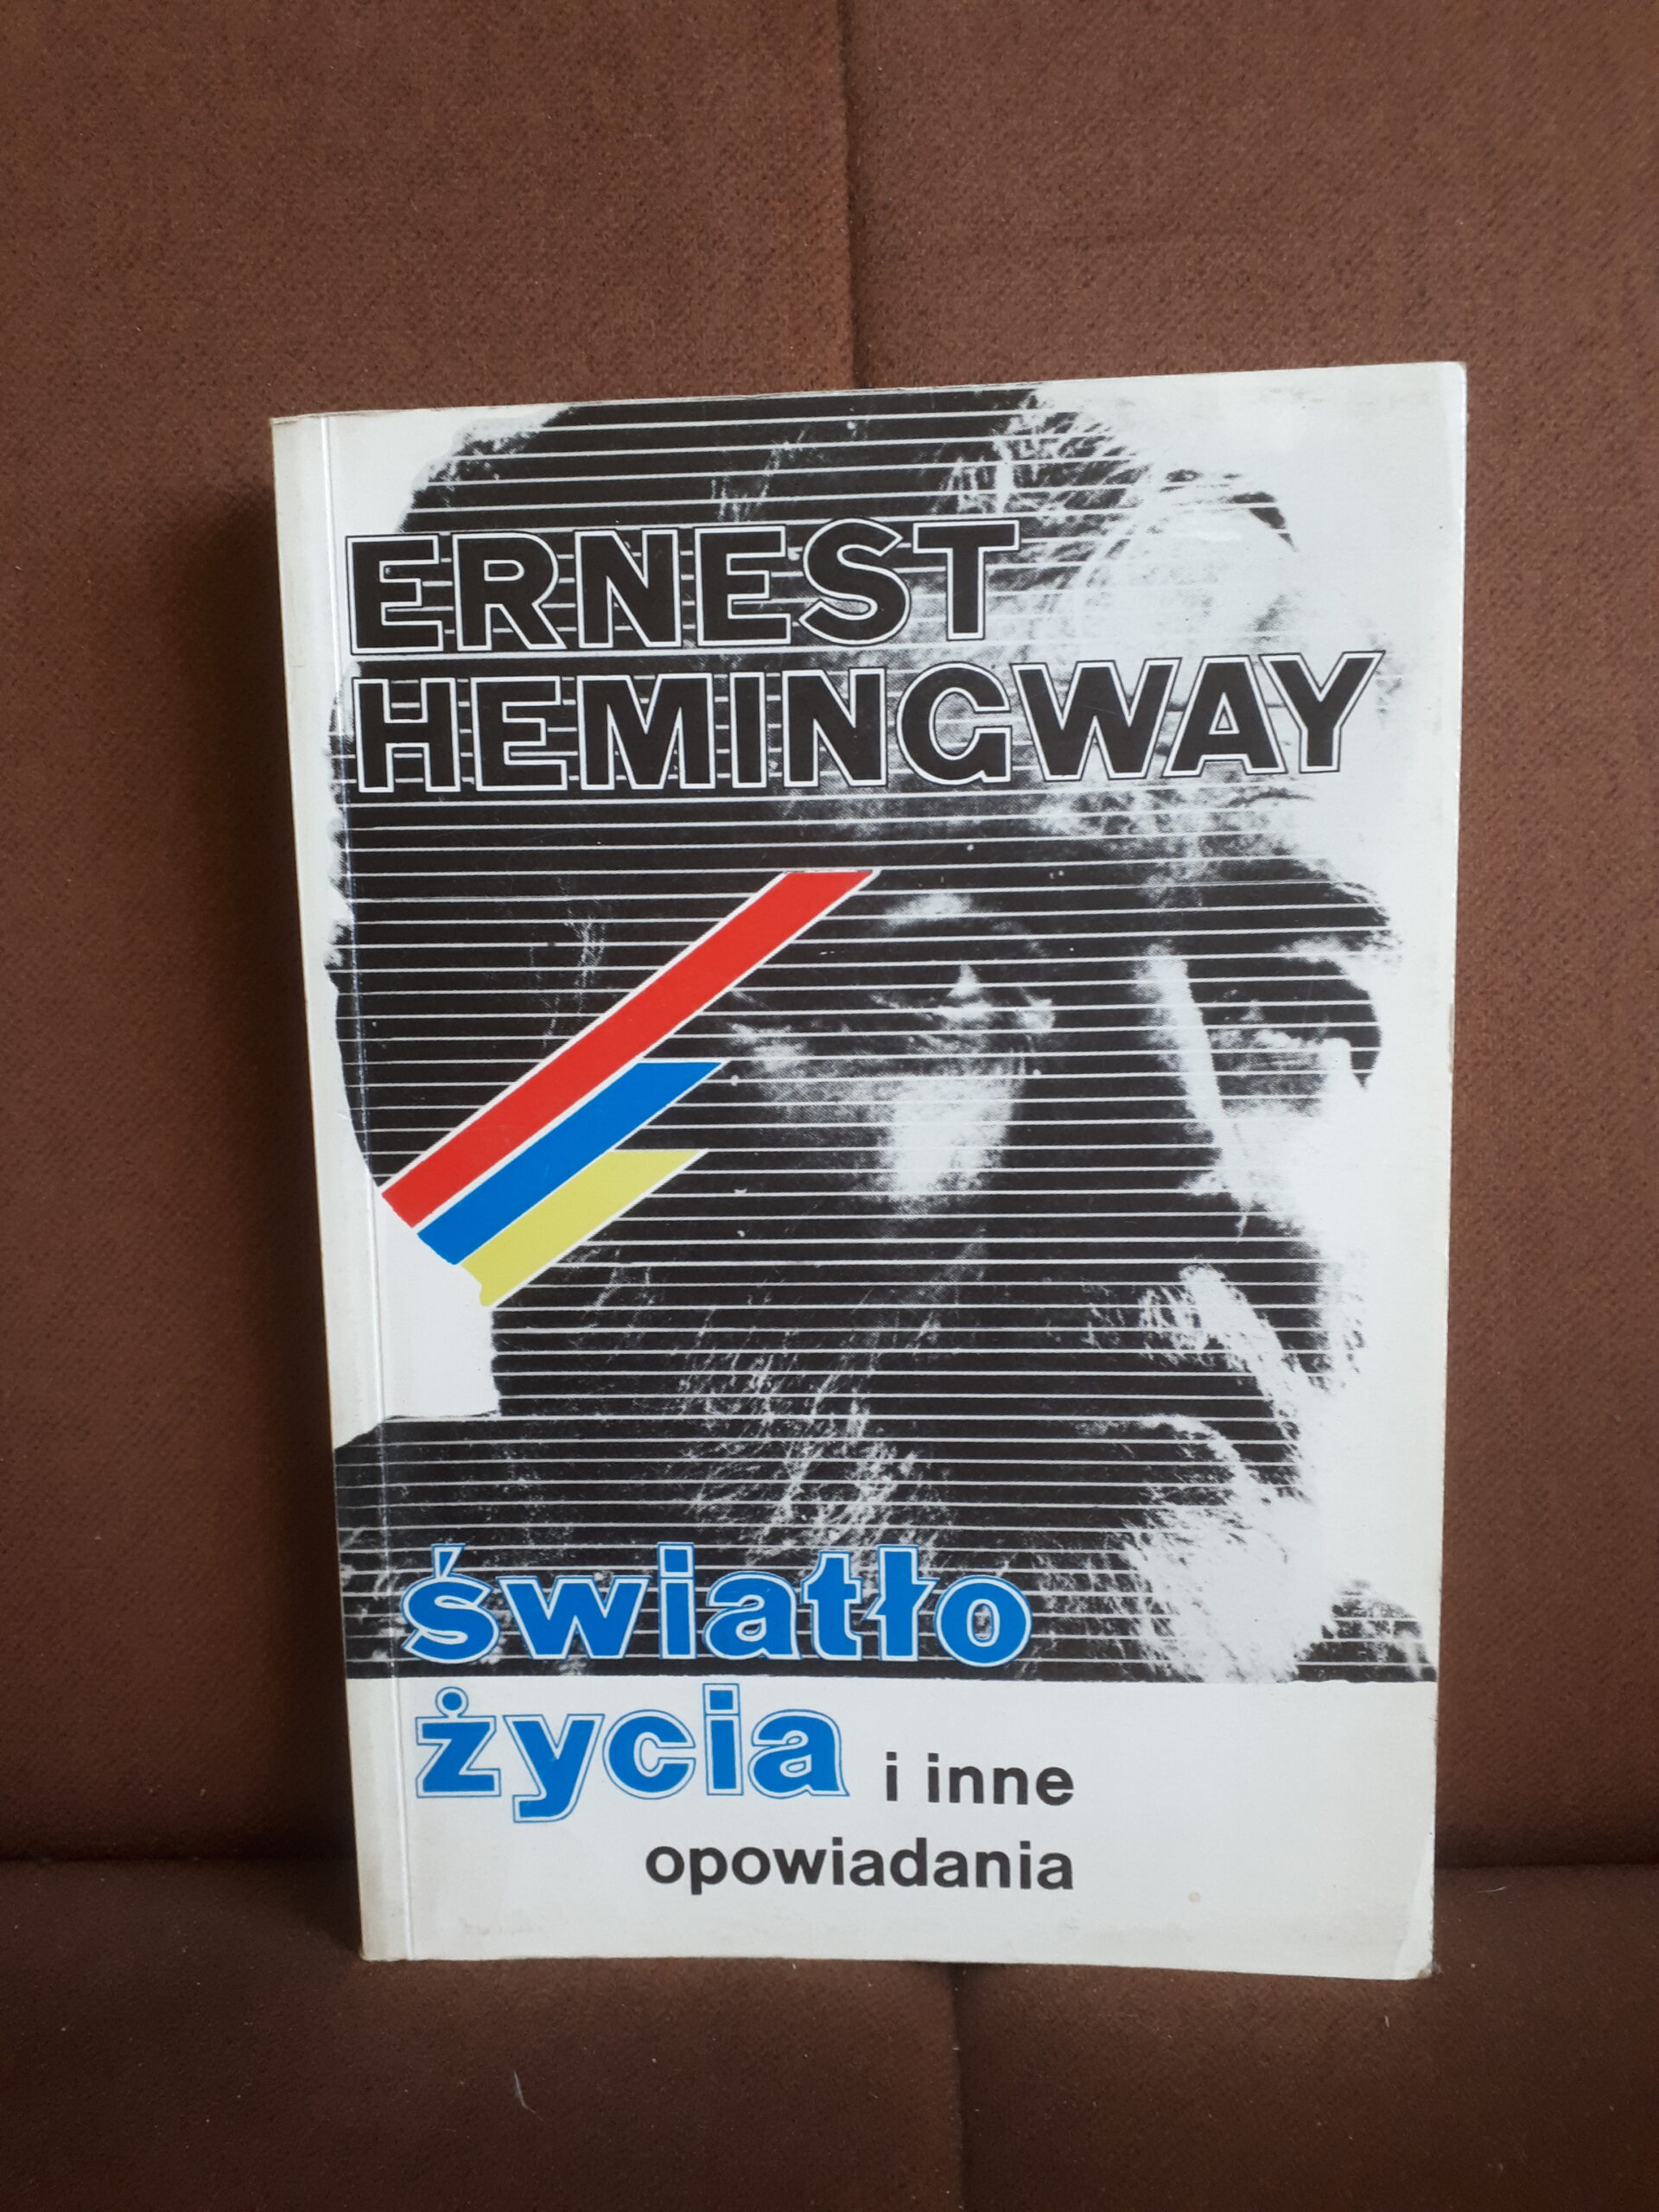 ERNEST
HEMINGWAY
światło
życia i inne
opowiadania